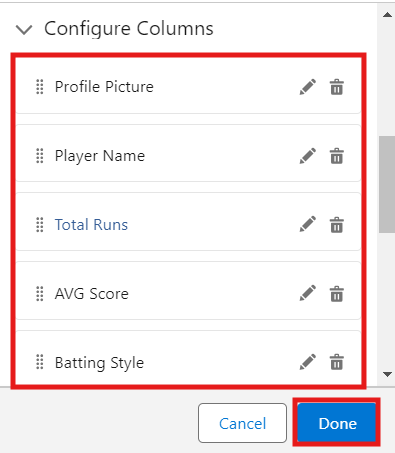 Configure Columns
Profile Picture
Player Name
Total Runs
AVG Score
Batting Style
Cancel Done